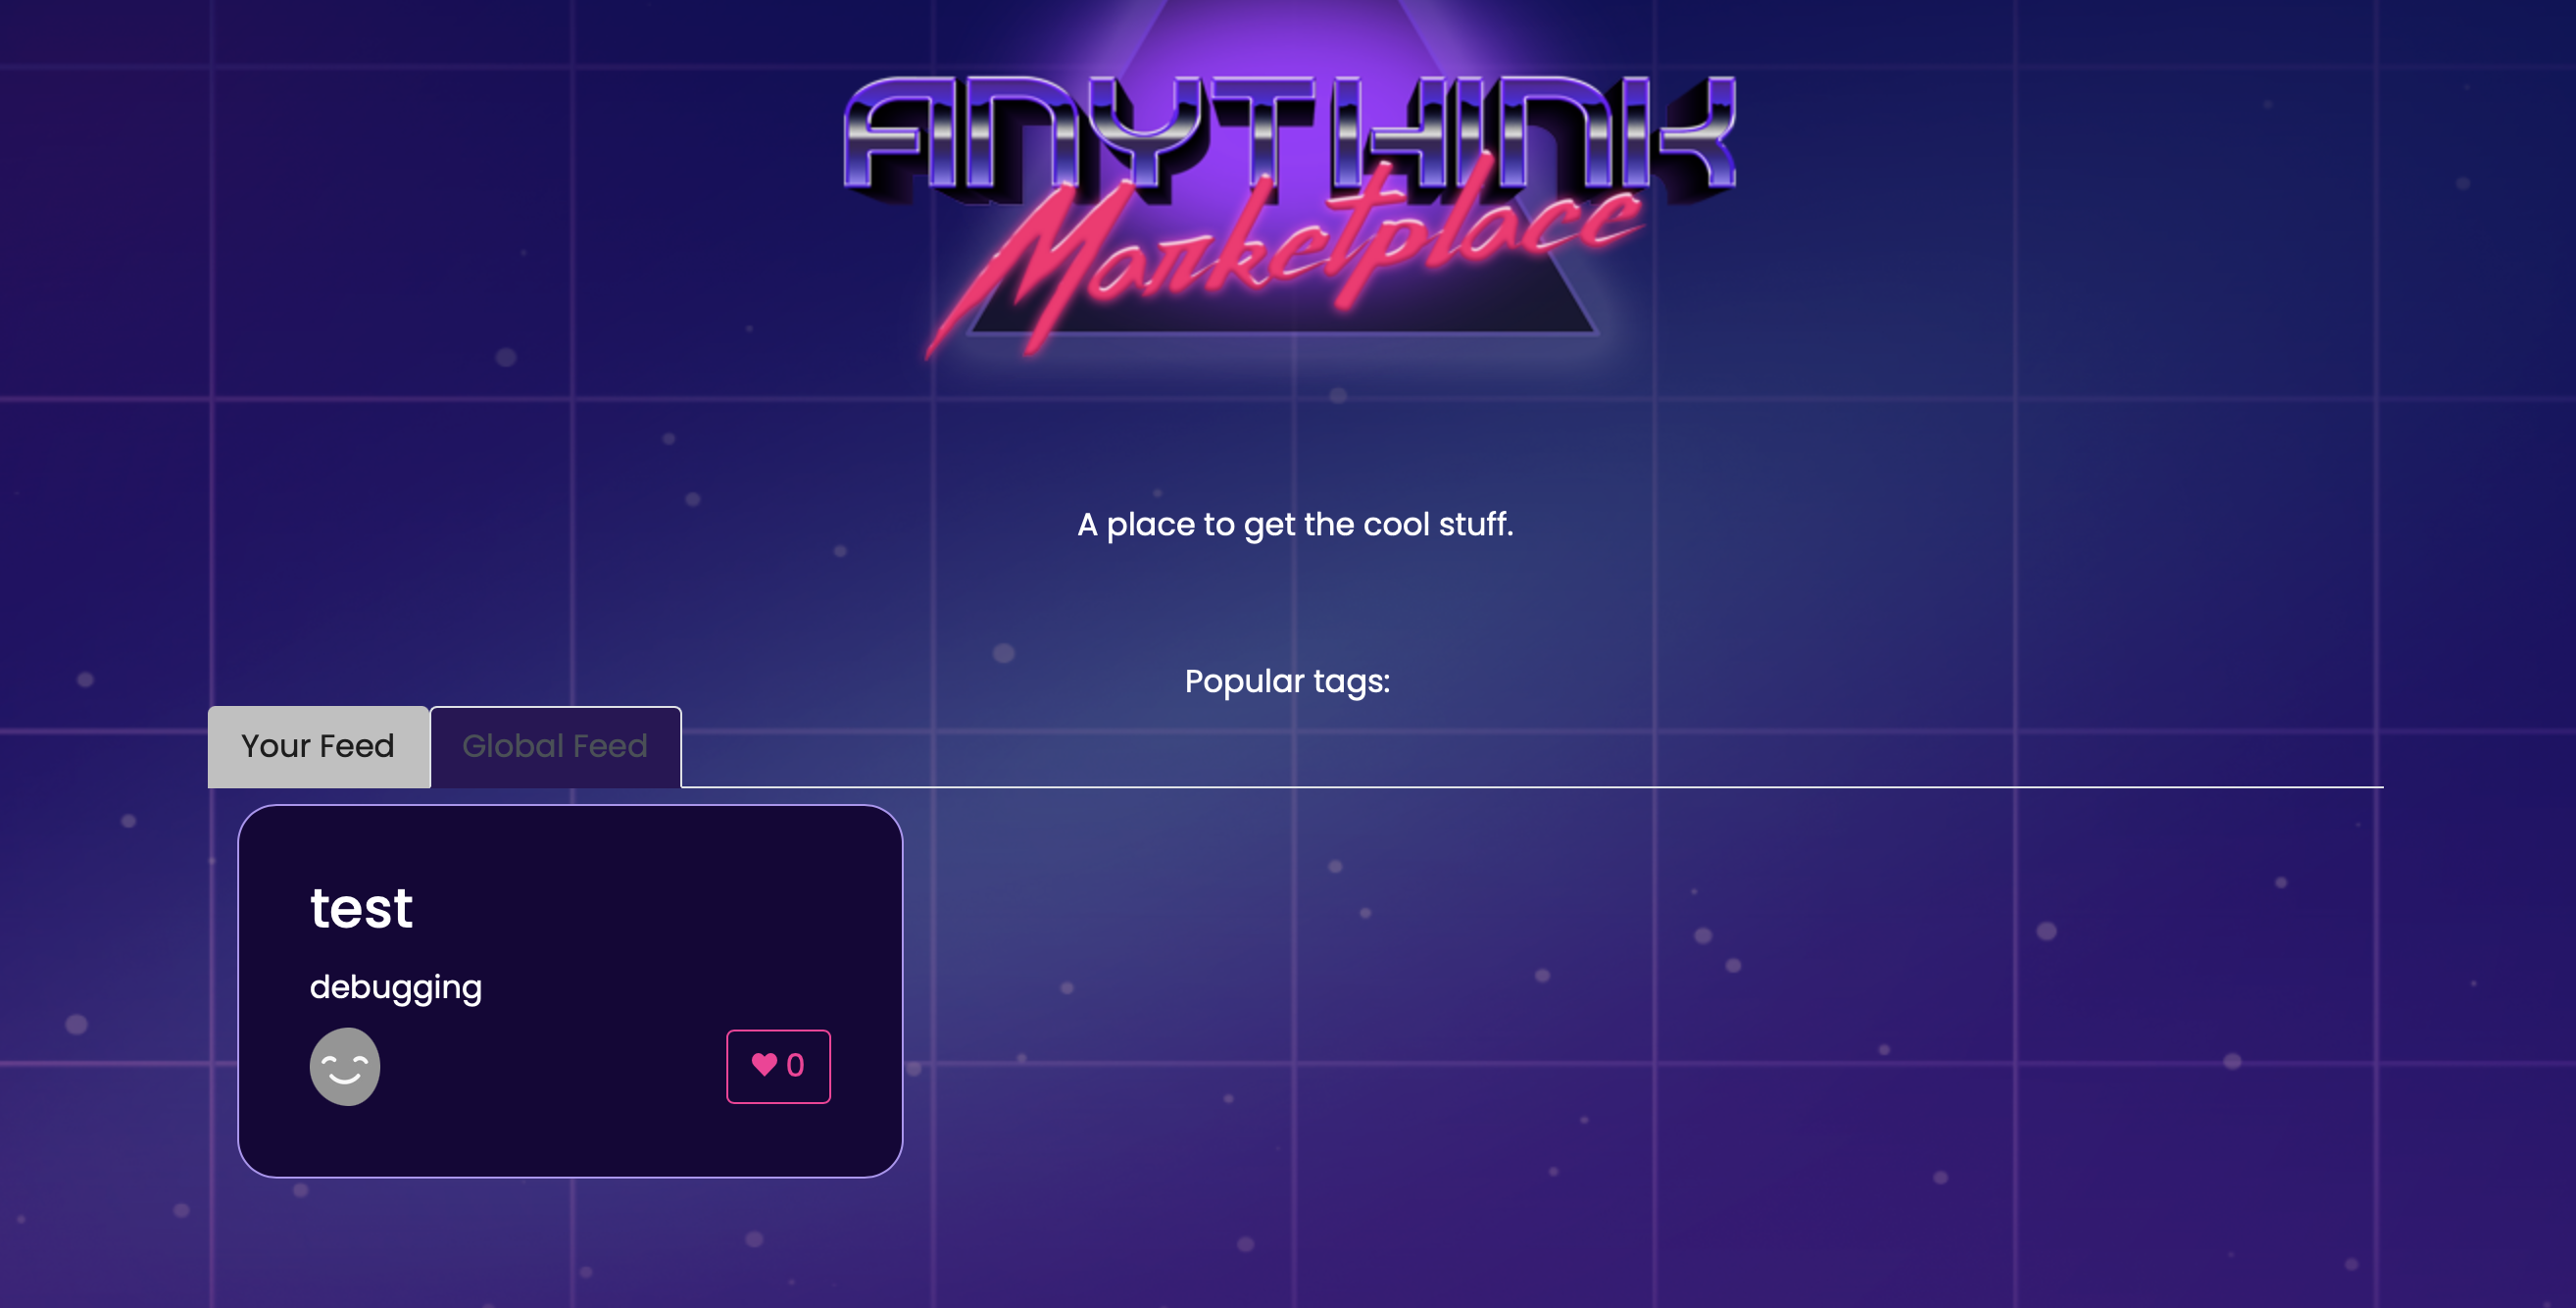 ANYTHINK
Marketplace
A place to get the cool stuff.
Popular tags:
Your Feed
Global Feed
test
debugging
0